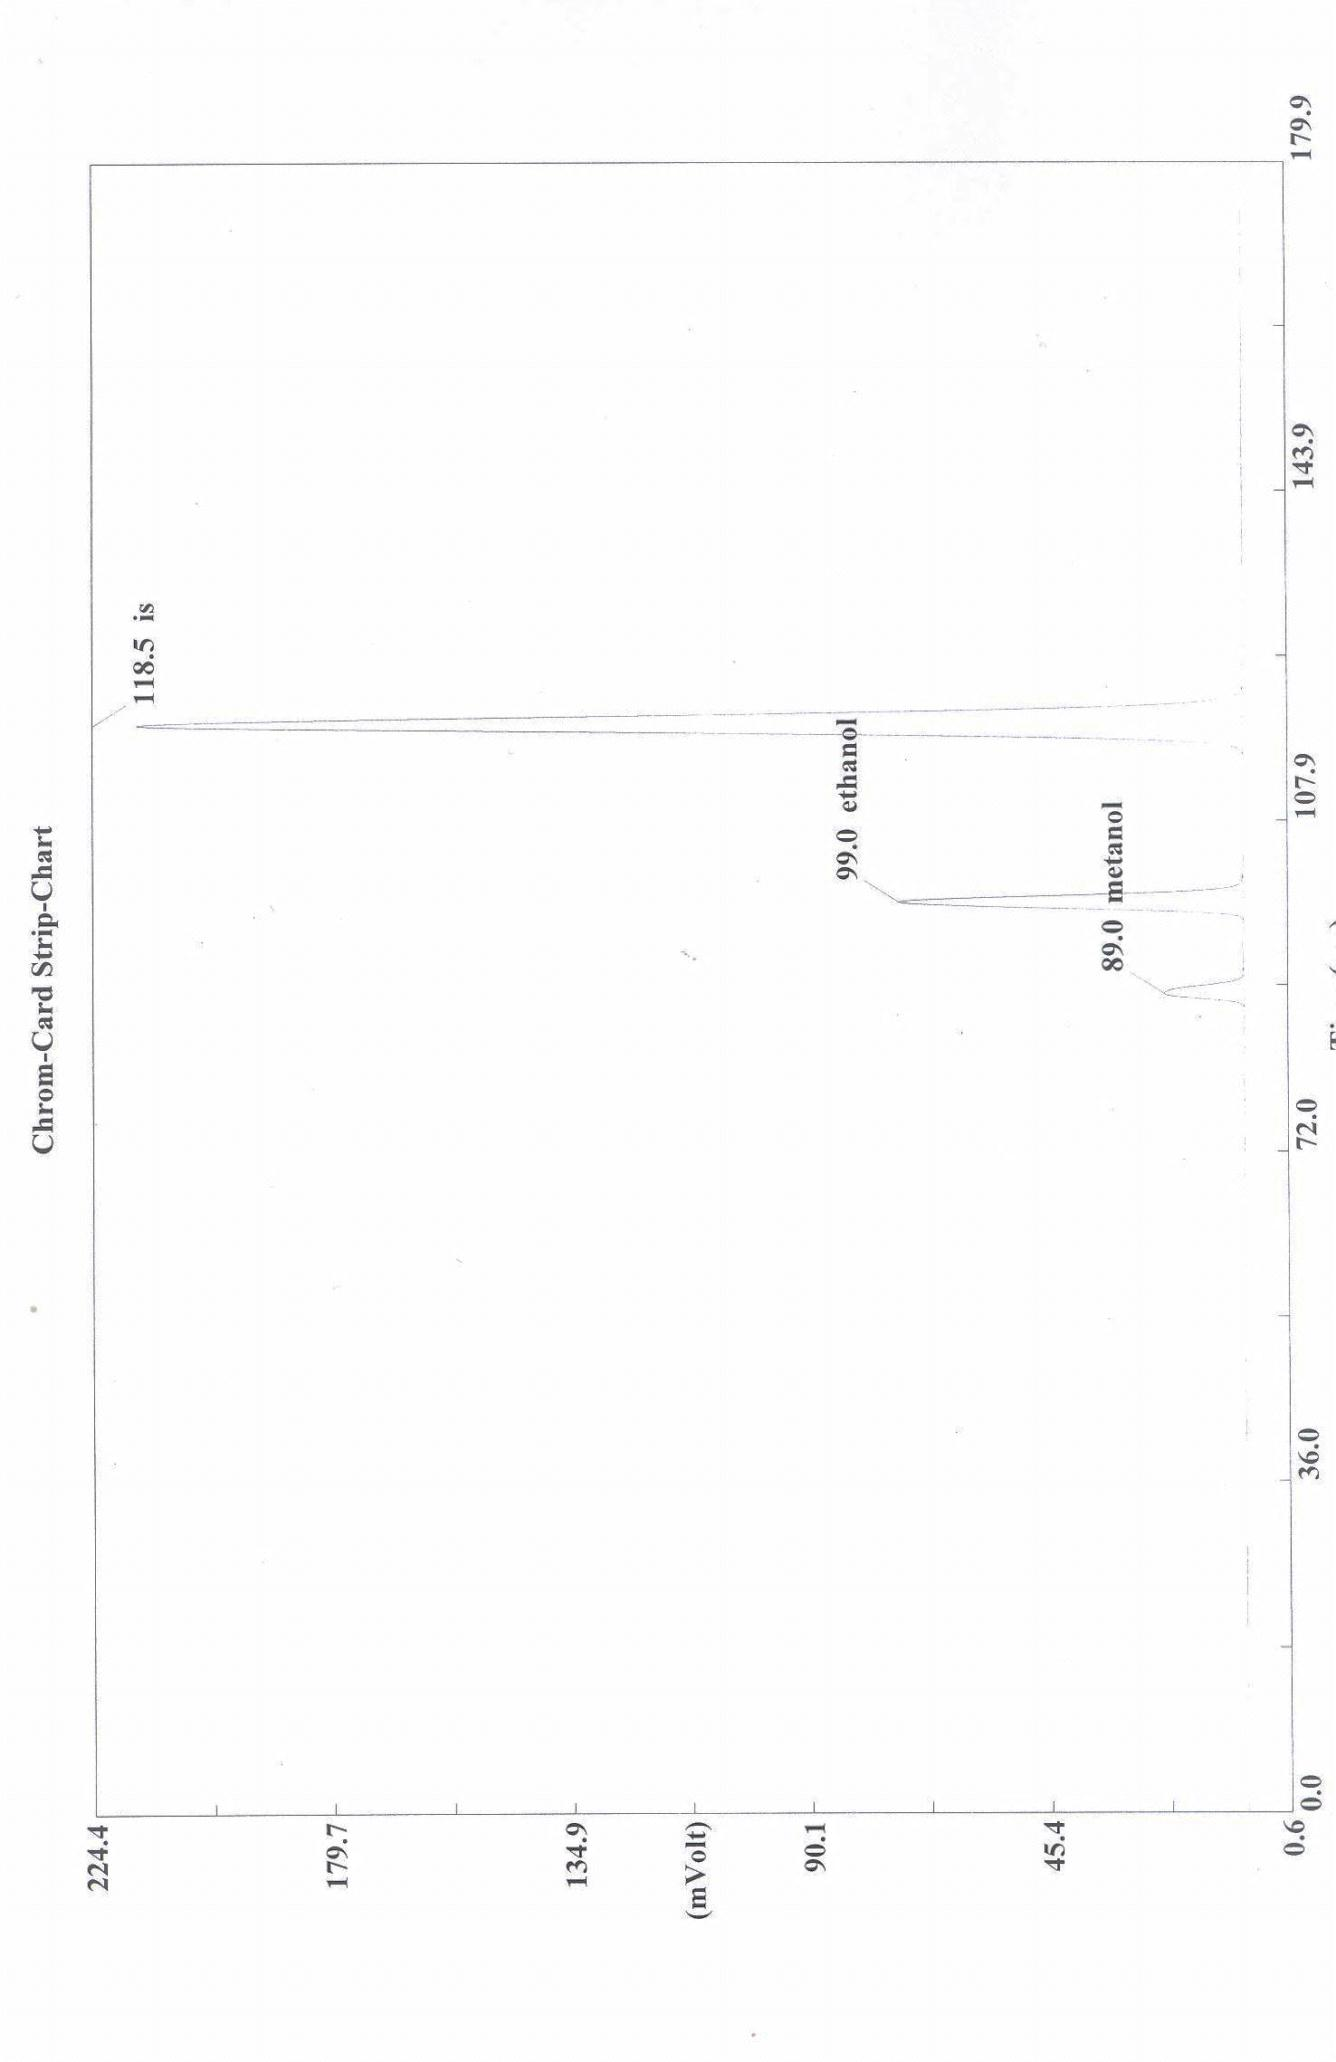 Chrom-Card Strip-Chart
224.4
179.7
134.9
(mVolt)
90.1
45.4
0.6
118.5 is
99.0 ethanol
89.0 metanol
0.0
36.0
72.0
107.9
143.9
179.9